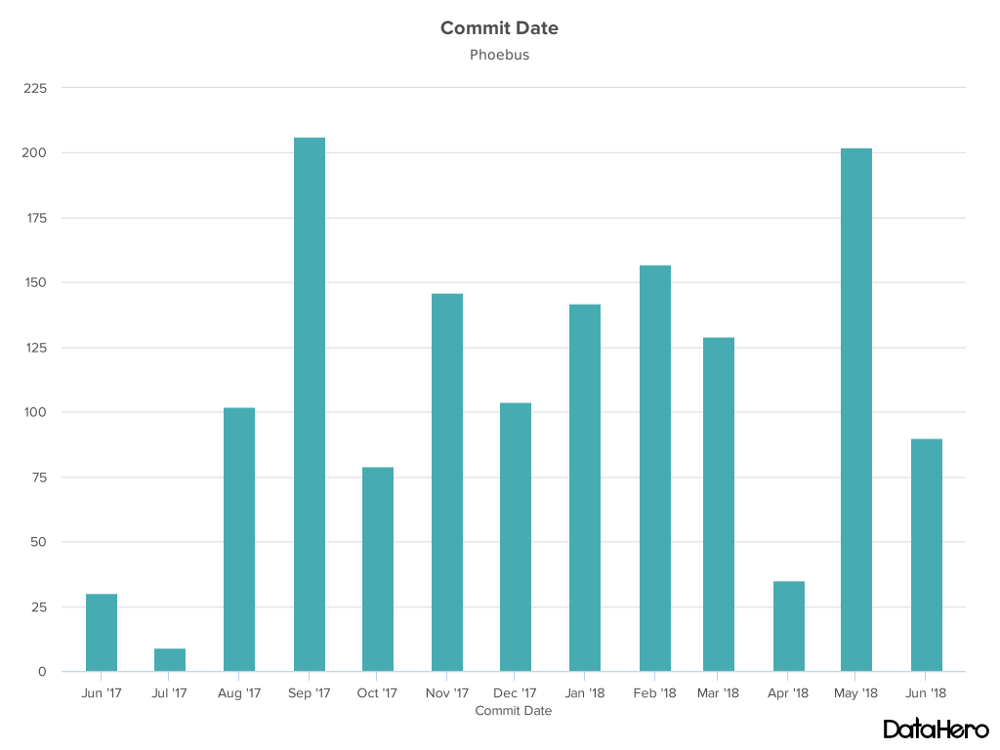 Commit Date
Phoebus
225
200
175
150
125
100
75
50
25
0
Jun '17 Jul '17 Aug '17 Sep '17 Oct '17 Nov '17 Dec '17 Jan '18 Feb '18 Mar '18 Apr '18 May '18 Jun '18
Commit Date
DataHero